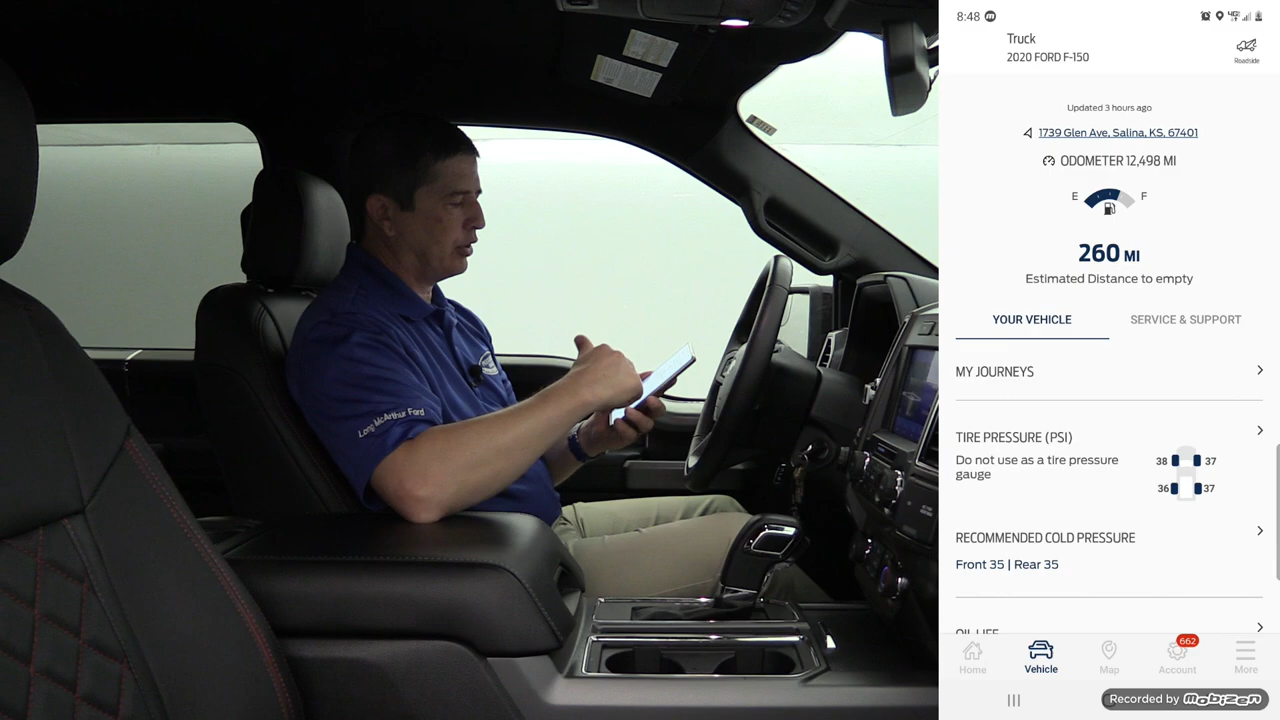 8:48
Truck
2020 FORD F-150
Roadside
Updated 3 hours ago
1739 Glen Ave, Salina, KS, 67401
ODOMETER 12,498 MI
E F
260 MI
Estimated Distance to empty
YOUR VEHICLE SERVICE & SUPPORT
MY JOURNEYS
TIRE PRESSURE (PSI)
Do not use as a tire pressure
gauge
38 37
36 37
RECOMMENDED COLD PRESSURE
Front 35 | Rear 35
OIL LIFE
662
Home Vehicle Map Account More
Recorded by mobizen
Long McArthur Ford